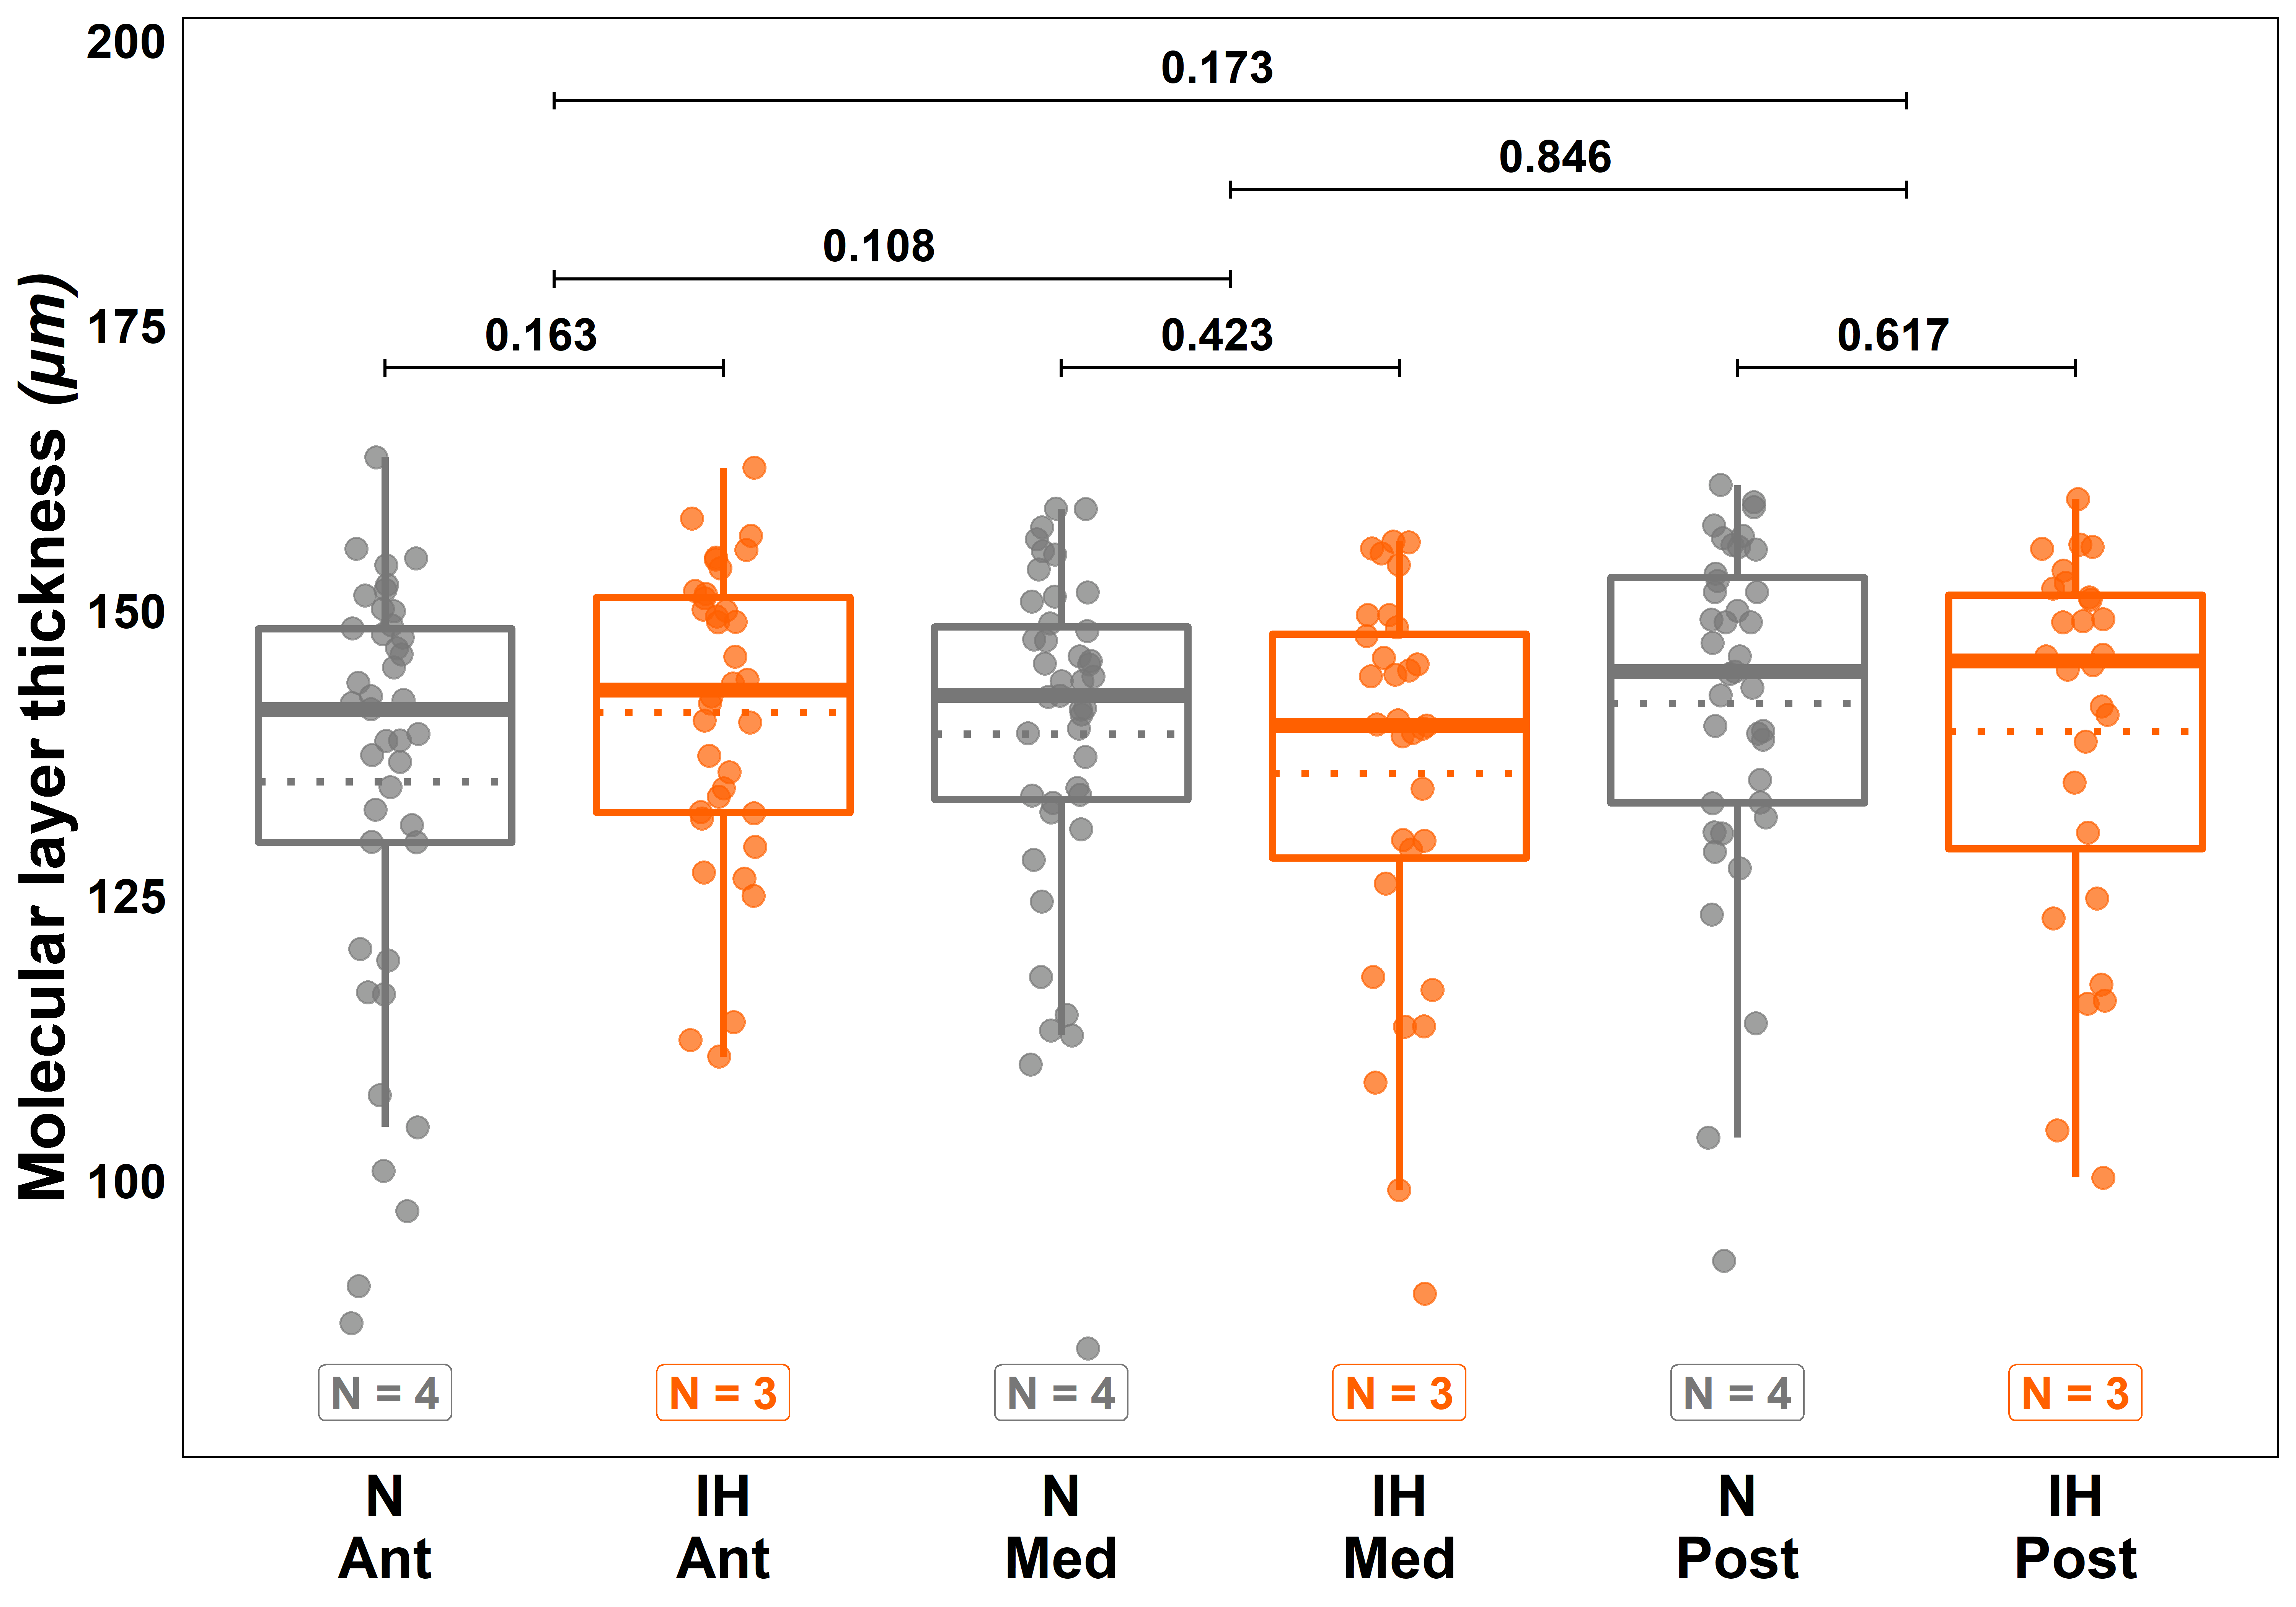 Molecular layer thickness (µm)
200
175
150
125
100
0.173
0.846
0.108
0.163
0.423
0.617
N = 4
N = 3
N = 4
N = 3
N = 4
N = 3
N
Ant
IH
Ant
N
Med
IH
Med
N
Post
IH
Post